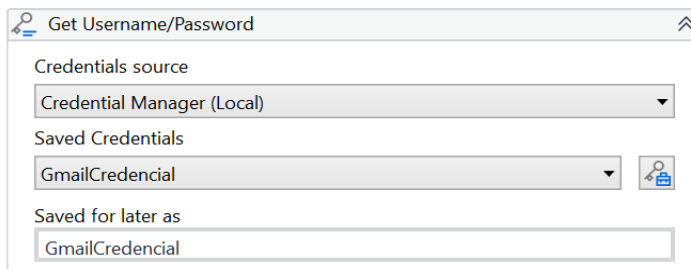 Get Username/Password
Credentials source
Credential Manager (Local)
Saved Credentials
GmailCredencial
Saved for later as
GmailCredencial